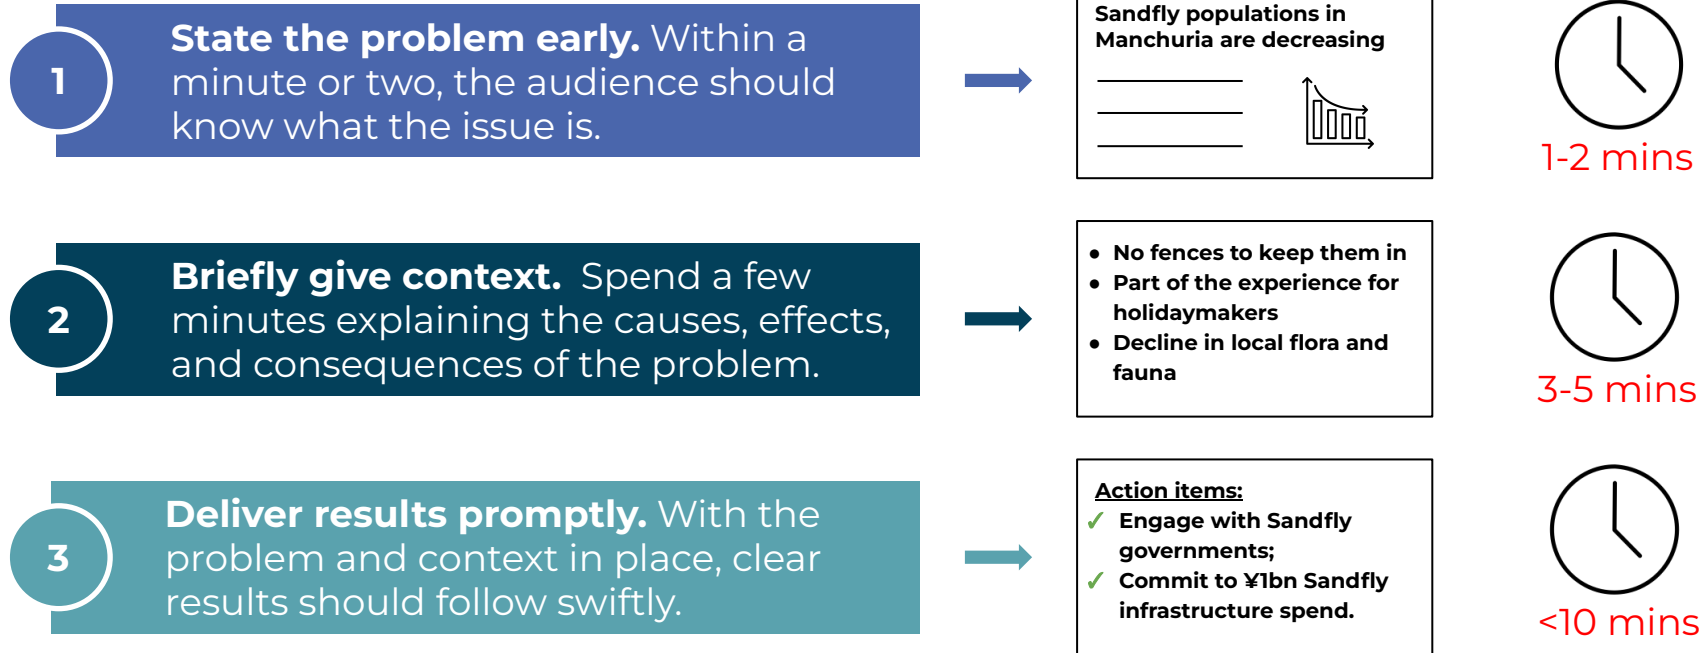 1
State the problem early. Within a
minute or two, the audience should
know what the issue is.
Sandfly populations in
Manchuria are decreasing
1-2 mins
2
Briefly give context. Spend a few
minutes explaining the causes, effects,
and consequences of the problem.
● No fences to keep them in
● Part of the experience for
holidaymakers
● Decline in local flora and
fauna
3-5 mins
3
Deliver results promptly. With the
problem and context in place, clear
results should follow swiftly.
Action items:
✓ Engage with Sandfly
governments;
✓ Commit to ¥1bn Sandfly
infrastructure spend.
<10 mins